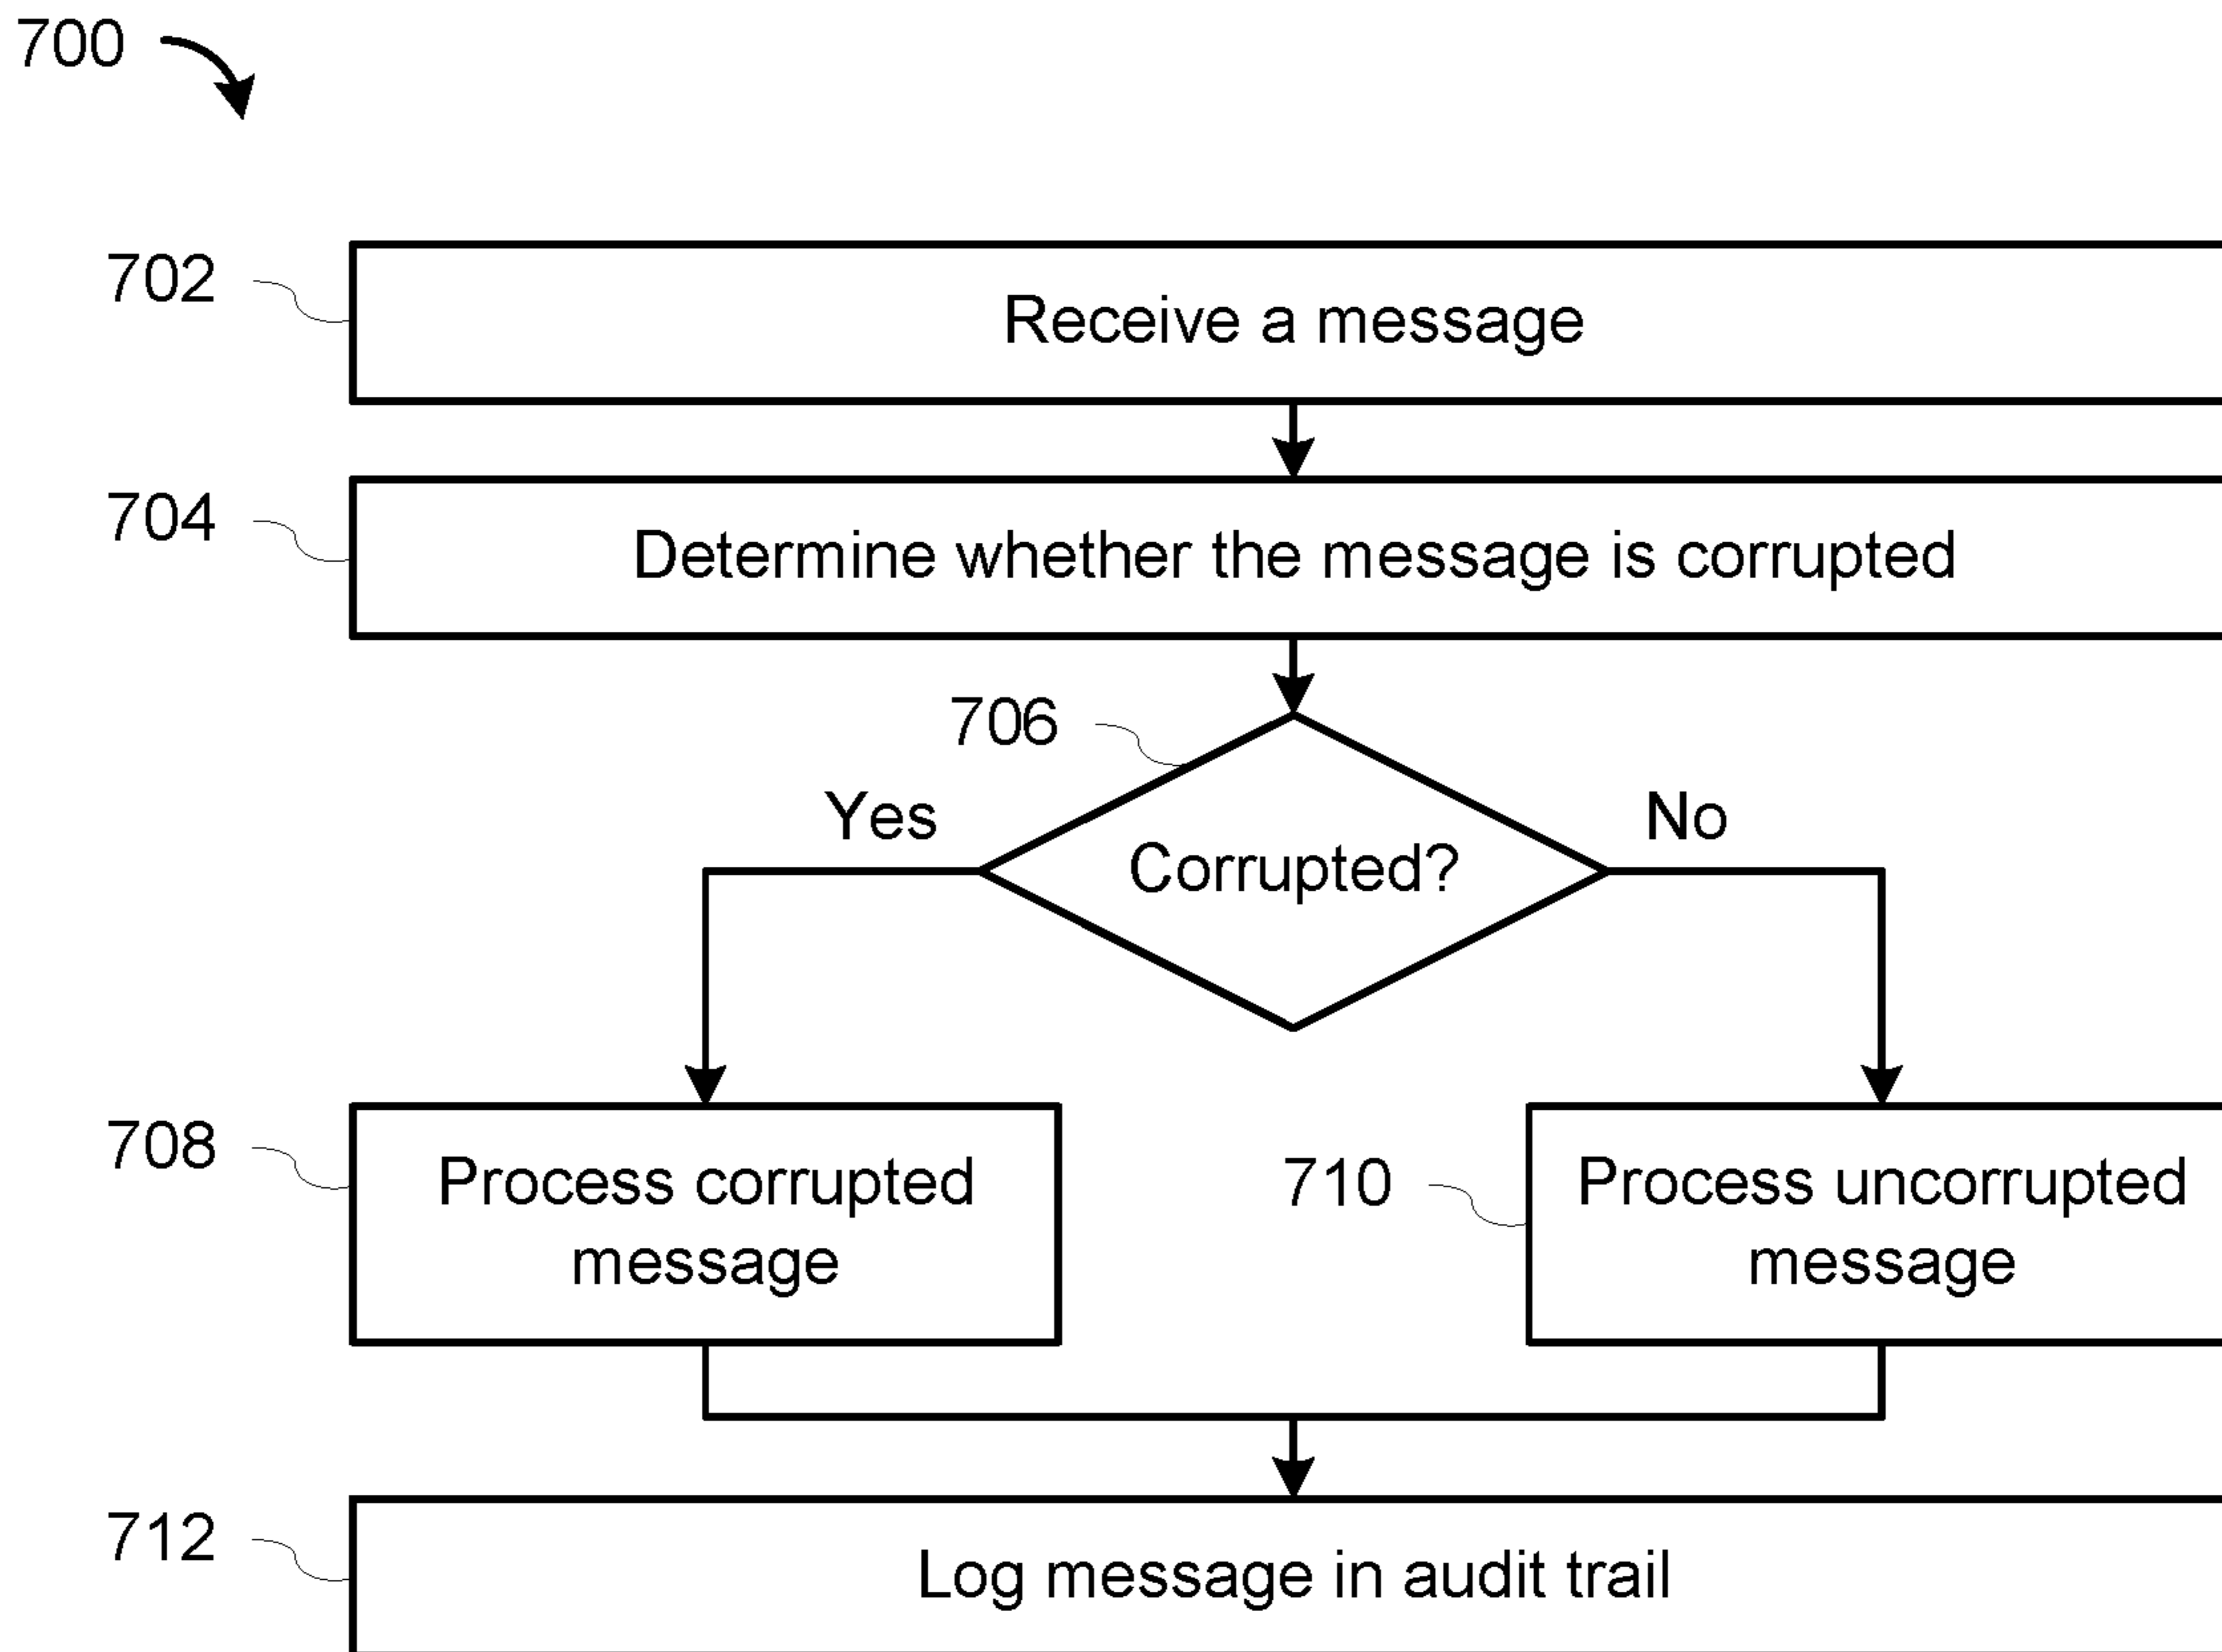 700
702
Receive a message
704
Determine whether the message is corrupted
706
Yes
No
Corrupted?
708
Process corrupted
message
710
Process uncorrupted
message
712
Log message in audit trail